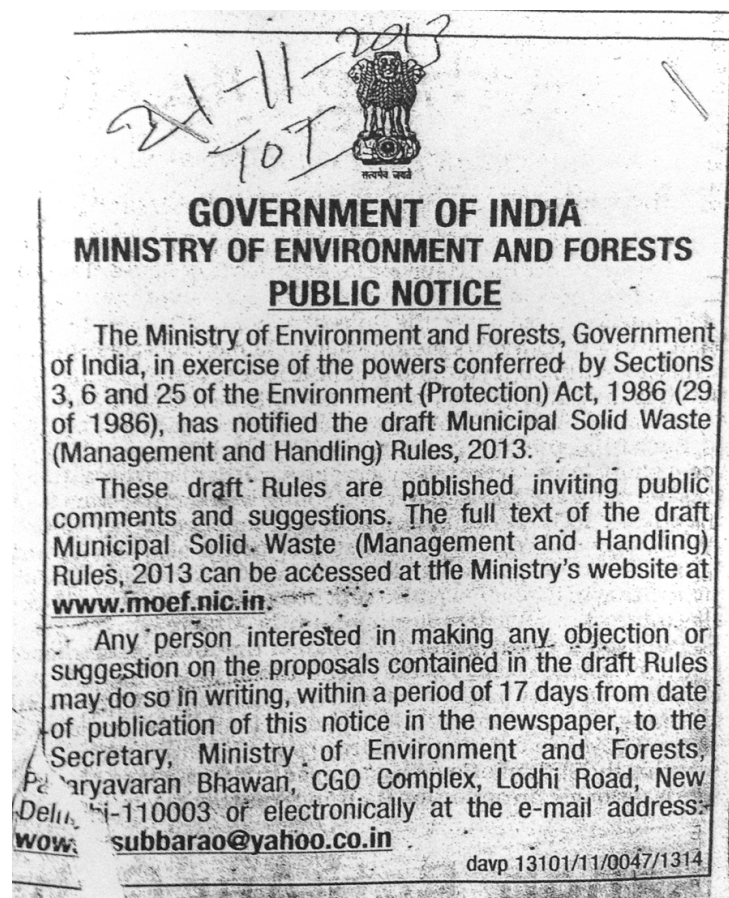 21-11-2013
TOI
सत्यमेव जयते
GOVERNMENT OF INDIA
MINISTRY OF ENVIRONMENT AND FORESTS
PUBLIC NOTICE
The Ministry of Environment and Forests, Government
of India, in exercise of the powers conferred by Sections
3, 6 and 25 of the Environment (Protection) Act, 1986 (29
of 1986), has notified the draft Municipal Solid Waste
(Management and Handling) Rules, 2013.
These draft Rules are published inviting public
comments and suggestions. The full text of the draft
Municipal Solid Waste (Management and Handling)
Rules, 2013 can be accessed at the Ministry's website at
www.moef.nic.in.
Any person interested in making any objection or
suggestion on the proposals contained in the draft Rules
may do so in writing, within a period of 17 days from date
of publication of this notice in the newspaper, to the
Secretary, Ministry of Environment and Forests,
Paryavaran Bhawan, CGO Complex, Lodhi Road, New
Delhi-110003 or electronically at the e-mail address:
subbarao@yahoo.co.in
davp 13101/11/0047/1314